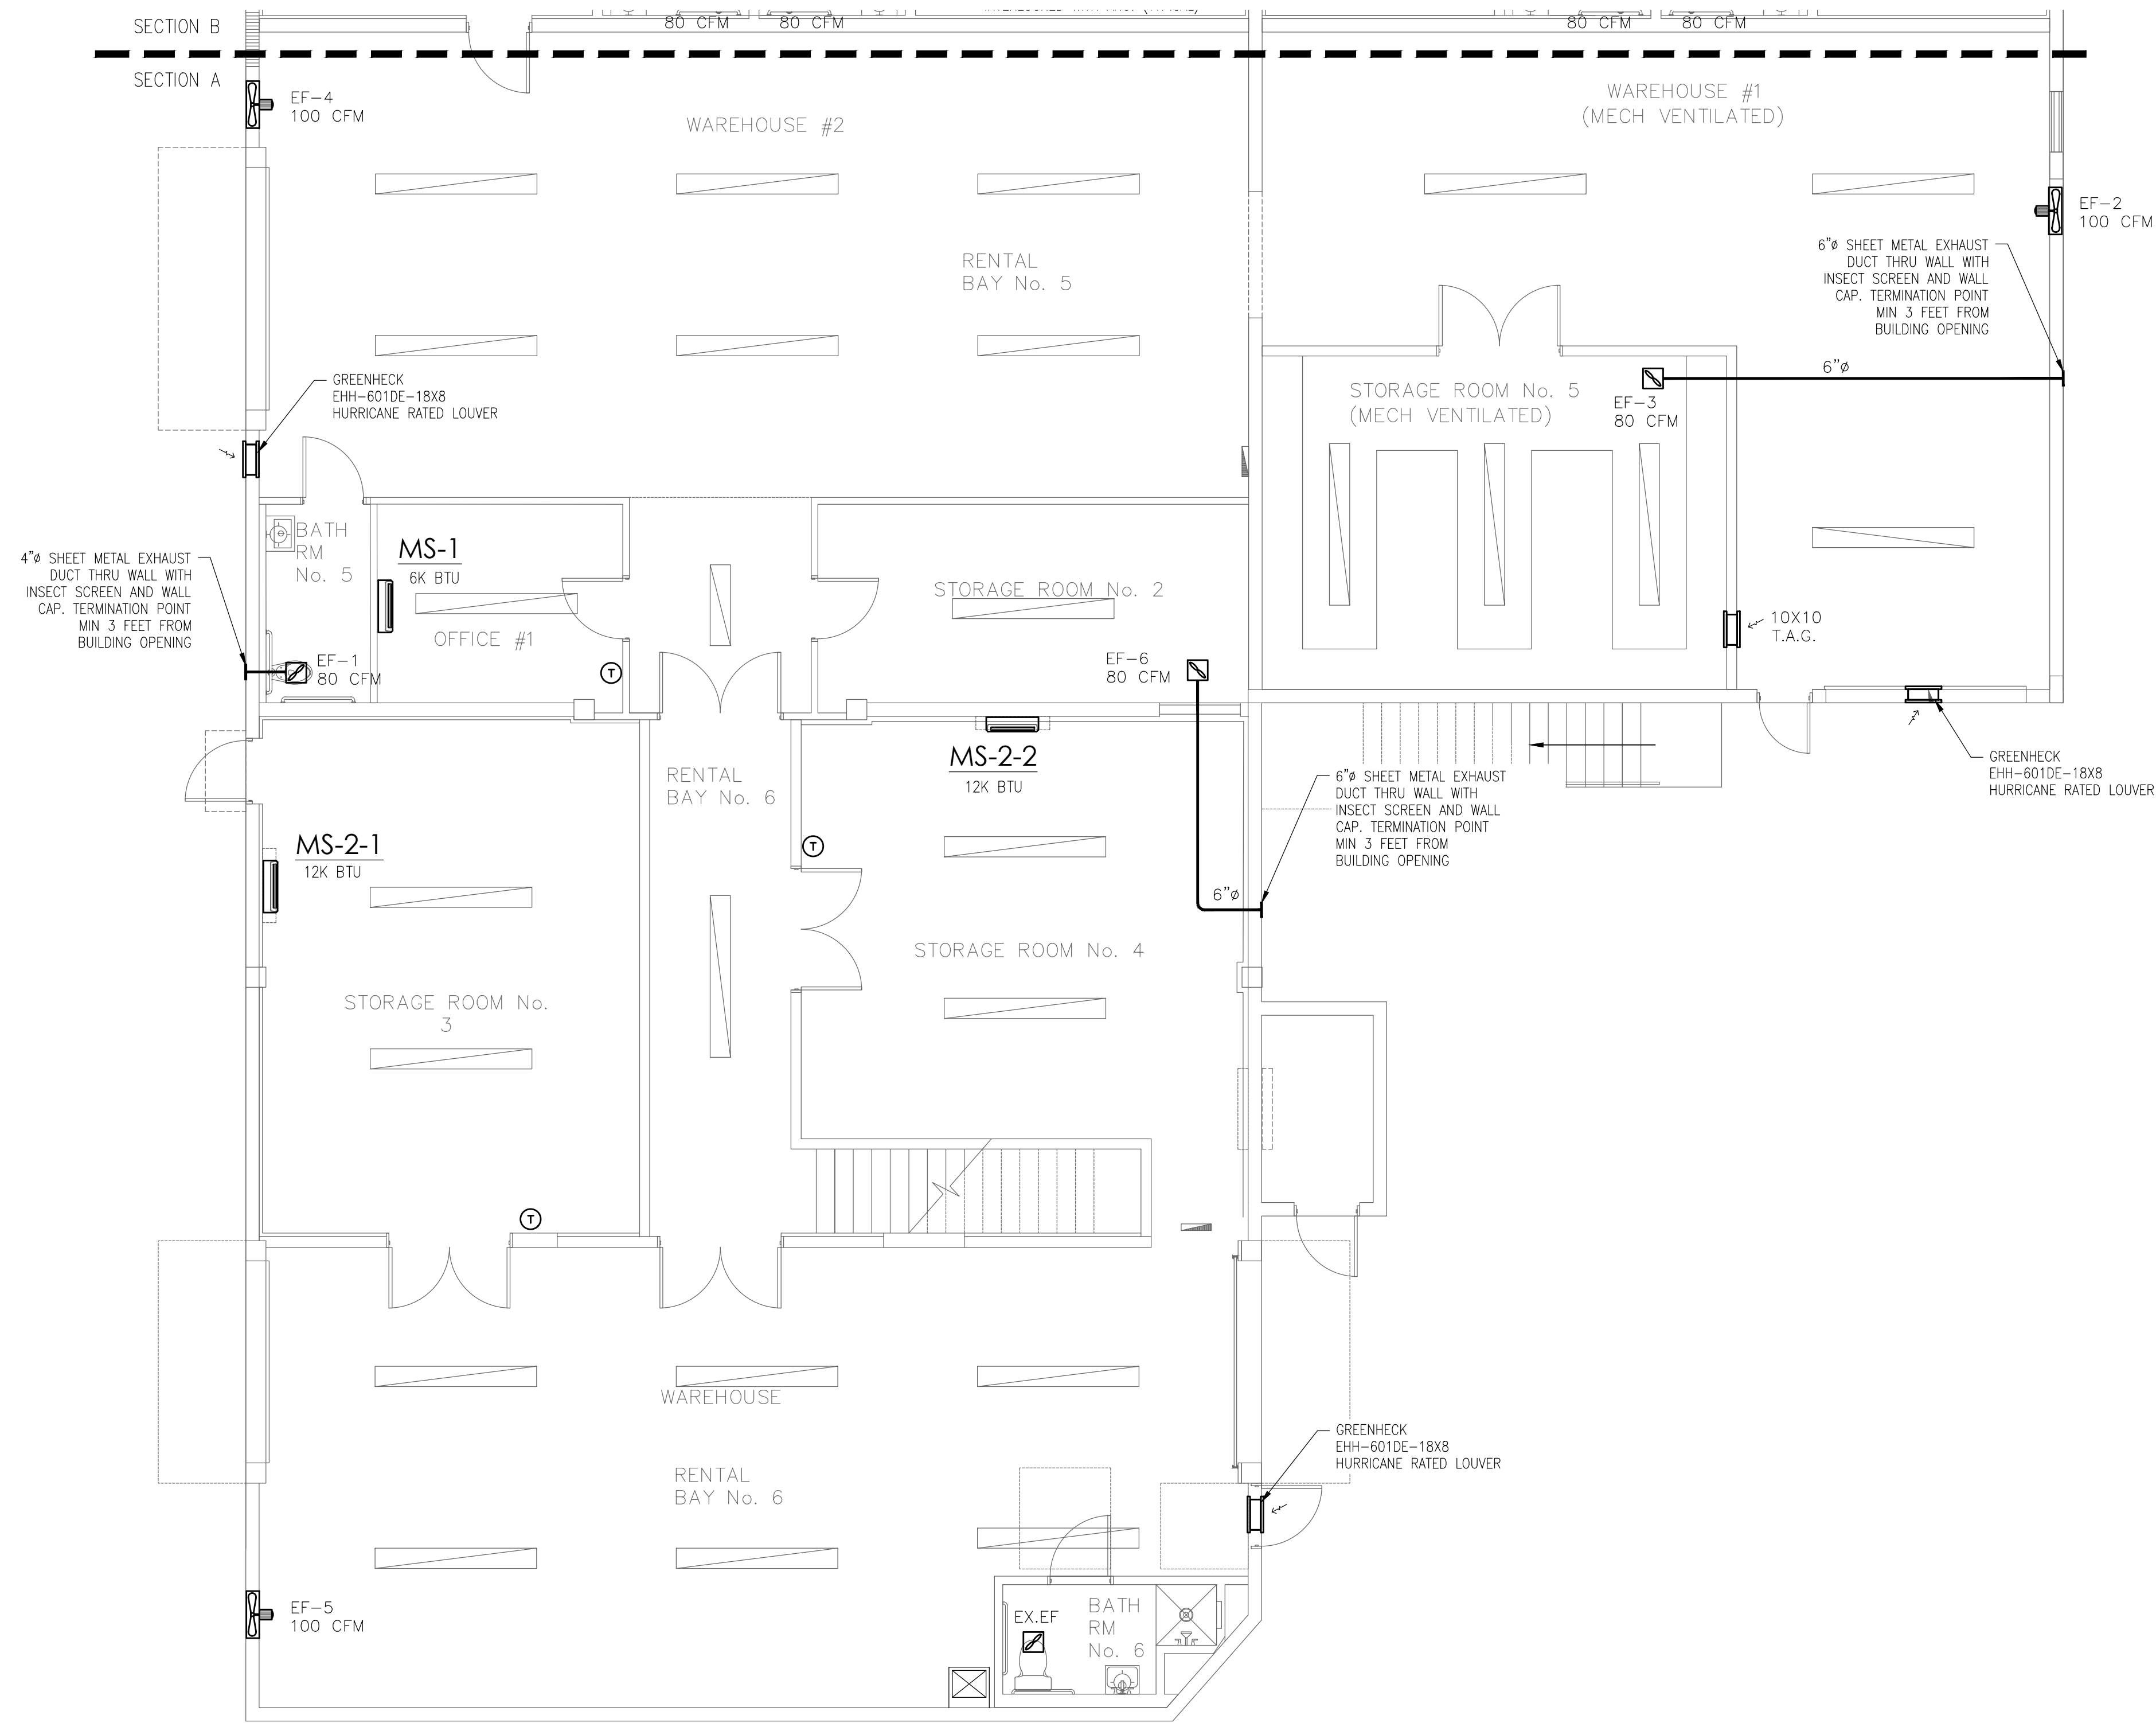 SECTION B
80 CFM
80 CFM
80 CFM
80 CFM
SECTION A
EF-4
100 CFM
WAREHOUSE #2
WAREHOUSE #1
(MECH VENTILATED)
EF-2
100 CFM
6"ø SHEET METAL EXHAUST
DUCT THRU WALL WITH
INSECT SCREEN AND WALL
CAP. TERMINATION POINT
MIN 3 FEET FROM
BUILDING OPENING
RENTAL
BAY No. 5
GREENHECK
EHH-601DE-18X8
HURRICANE RATED LOUVER
STORAGE ROOM No. 5
(MECH VENTILATED)
EF-3
80 CFM
6"ø
BATH
RM
No. 5
MS-1
6K BTU
OFFICE #1
T
4"ø SHEET METAL EXHAUST
DUCT THRU WALL WITH
INSECT SCREEN AND WALL
CAP. TERMINATION POINT
MIN 3 FEET FROM
BUILDING OPENING
EF-1
80 CFM
STORAGE ROOM No. 2
EF-6
80 CFM
10X10
T.A.G.
GREENHECK
EHH-601DE-18X8
HURRICANE RATED LOUVER
RENTAL
BAY No. 6
MS-2-2
12K BTU
6"ø SHEET METAL EXHAUST
DUCT THRU WALL WITH
INSECT SCREEN AND WALL
CAP. TERMINATION POINT
MIN 3 FEET FROM
BUILDING OPENING
MS-2-1
12K BTU
T
6"ø
STORAGE ROOM No. 4
STORAGE ROOM No.
3
T
WAREHOUSE
RENTAL
BAY No. 6
GREENHECK
EHH-601DE-18X8
HURRICANE RATED LOUVER
EF-5
100 CFM
EX.EF
BATH
RM
No. 6